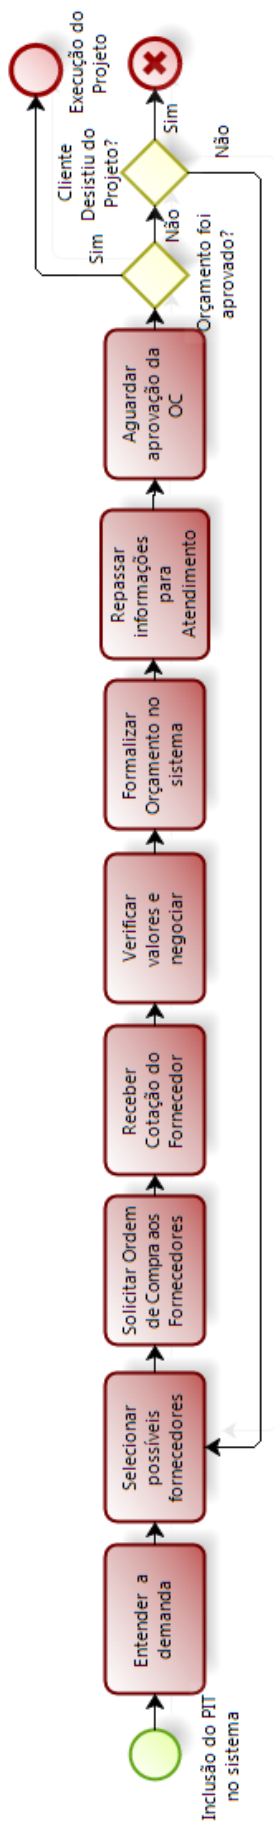 Inclusão do PIT
no sistema
Entender a
demanda
Selecionar
possíveis
fornecedores
Solicitar Ordem
de Compra aos
Fornecedores
Receber
Cotação do
Fornecedor
Verificar
valores e
negociar
Formalizar
Orçamento no
sistema
Repassar
informações
para
Atendimento
Aguardar
aprovação da
OC
Orçamento foi
aprovado?
Sim
Não
Cliente
Desistiu do
Projeto?
Sim
Não
Execução do
Projeto